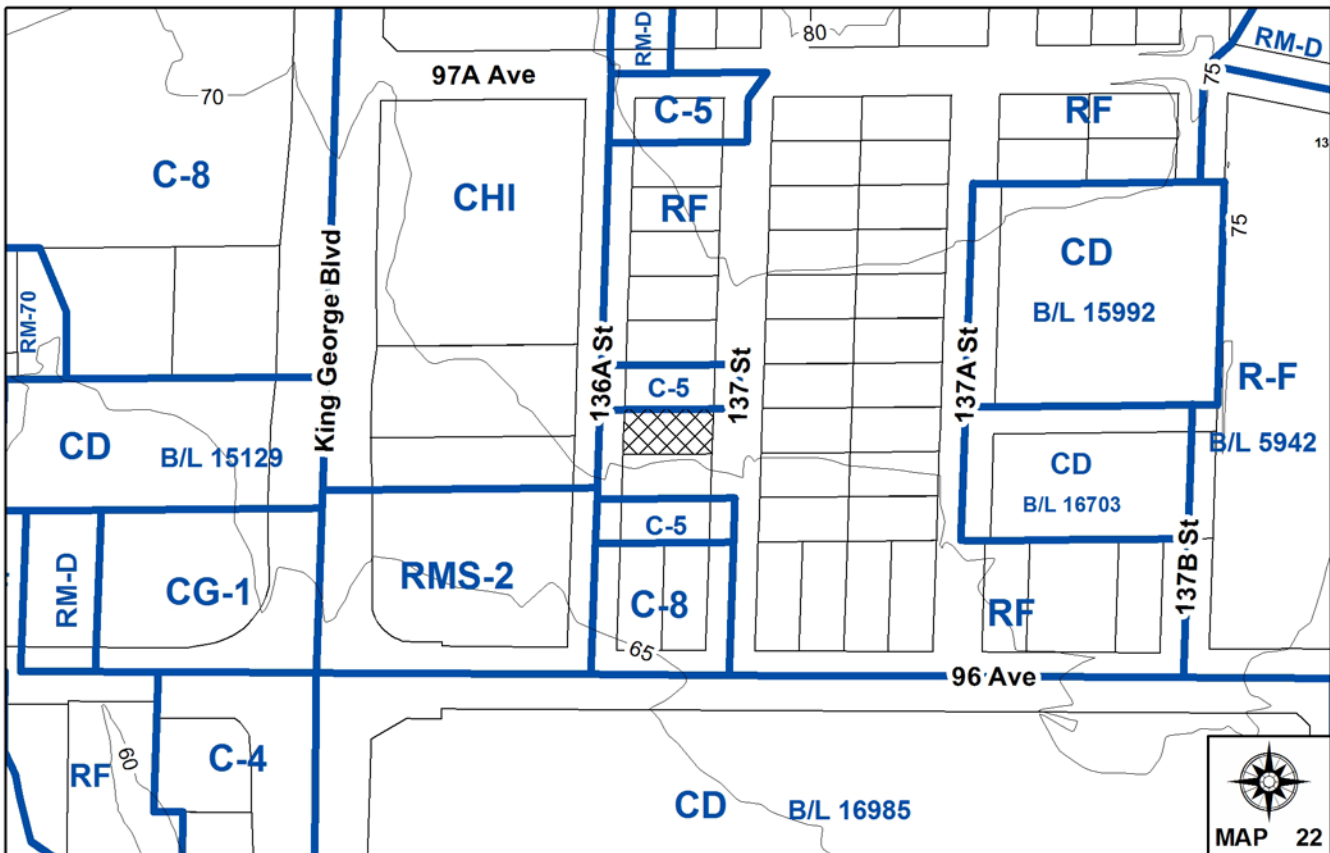 RM-D
80
RM-D
97A Ave
75
70
C-5
RF
13
C-8
CHI
RF
75
CD
King George Blvd
RM-70
B/L 15992
136A St
137 St
137A St
C-5
R-F
CD
B/L 15129
B/L 5942
CD
B/L 16703
C-5
137B St
RM-D
CG-1
RMS-2
C-8
RF
65
96 Ave
RF
60
C-4
CD
B/L 16985
MAP 22